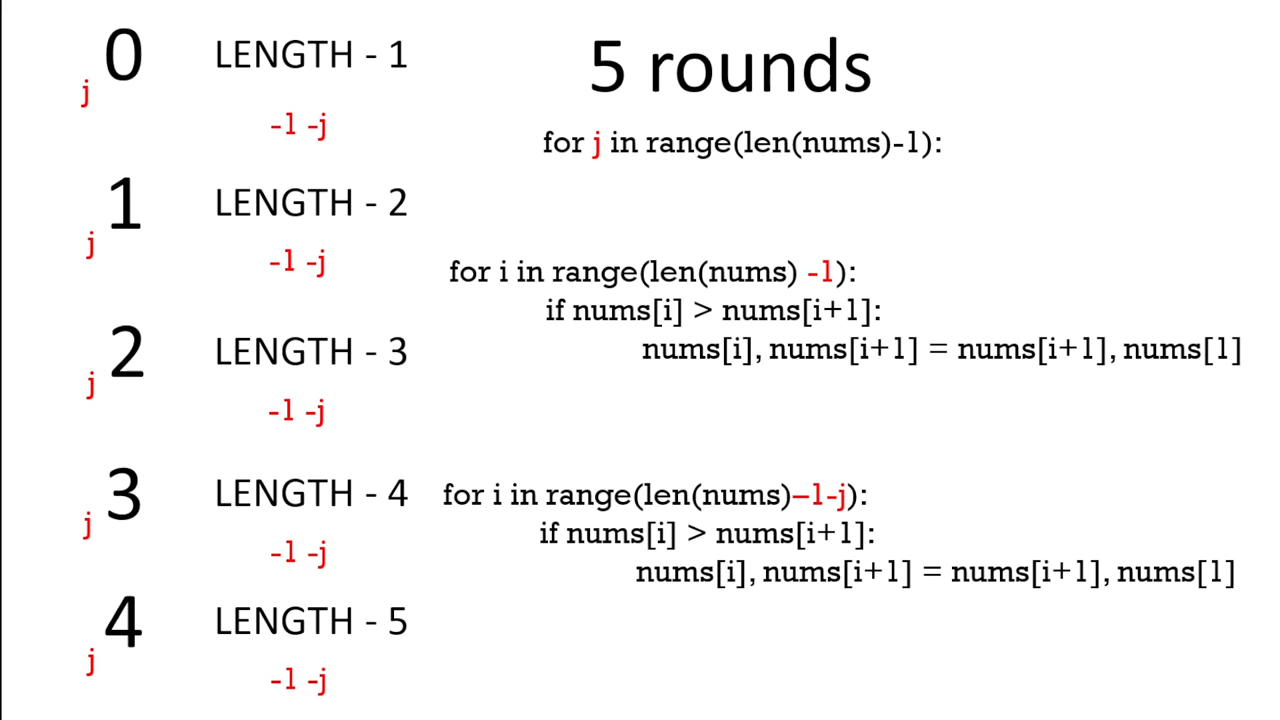 0 LENGTH - 1
j
-1 -j
1 LENGTH - 2
j
-1 -j
2 LENGTH - 3
j
-1 -j
3 LENGTH - 4
j
-1 -j
4 LENGTH - 5
j
-1 -j
5 rounds
for j in range(len(nums)-1):
for i in range(len(nums) -1):
if nums[i] > nums[i+1]:
nums[i], nums[i+1] = nums[i+1], nums[1]
for i in range(len(nums)–1-j):
if nums[i] > nums[i+1]:
nums[i], nums[i+1] = nums[i+1], nums[1]